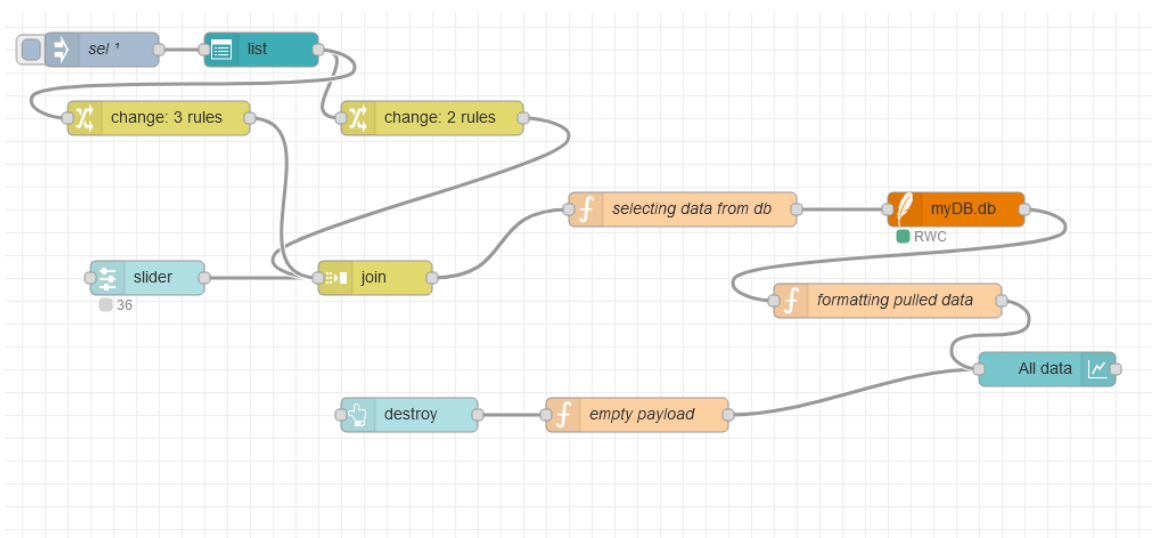 sel ¹
list
change: 3 rules
change: 2 rules
selecting data from db
myDB.db
RWC
slider
join
36
formatting pulled data
All data
destroy
empty payload